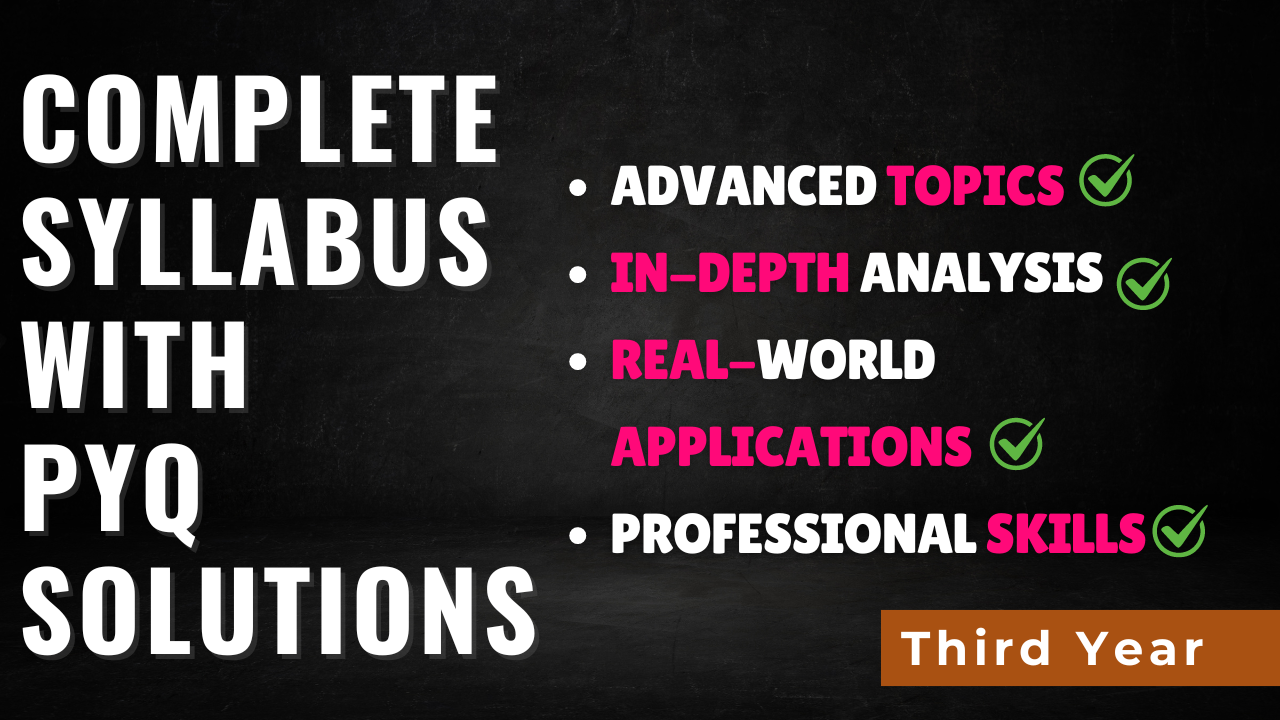 COMPLETE
SYLLABUS
WITH
PYQ
SOLUTIONS
• ADVANCED TOPICS
• IN-DEPTH ANALYSIS
• REAL-WORLD
APPLICATIONS
• PROFESSIONAL SKILLS
Third Year